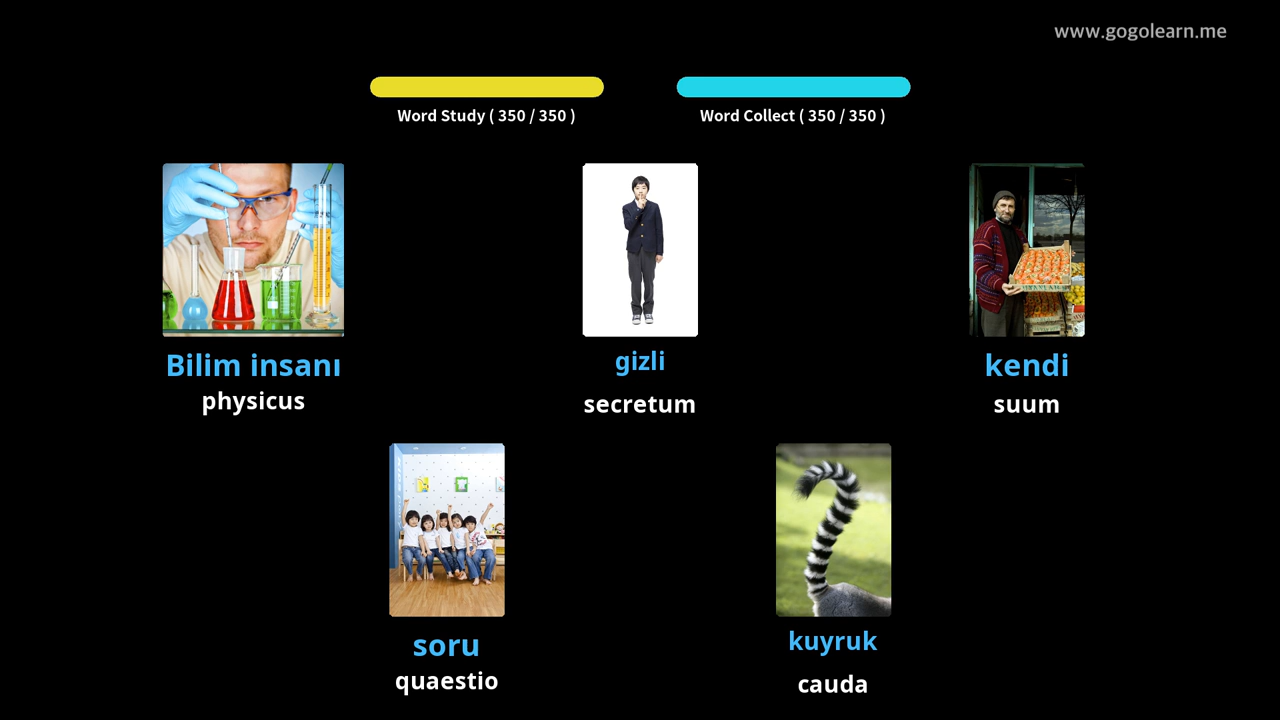 www.gogolearn.me
Word Study ( 350 / 350 )
Word Collect ( 350 / 350 )
Bilim insanı
physicus
gizli
secretum
kendi
suum
soru
quaestio
kuyruk
cauda